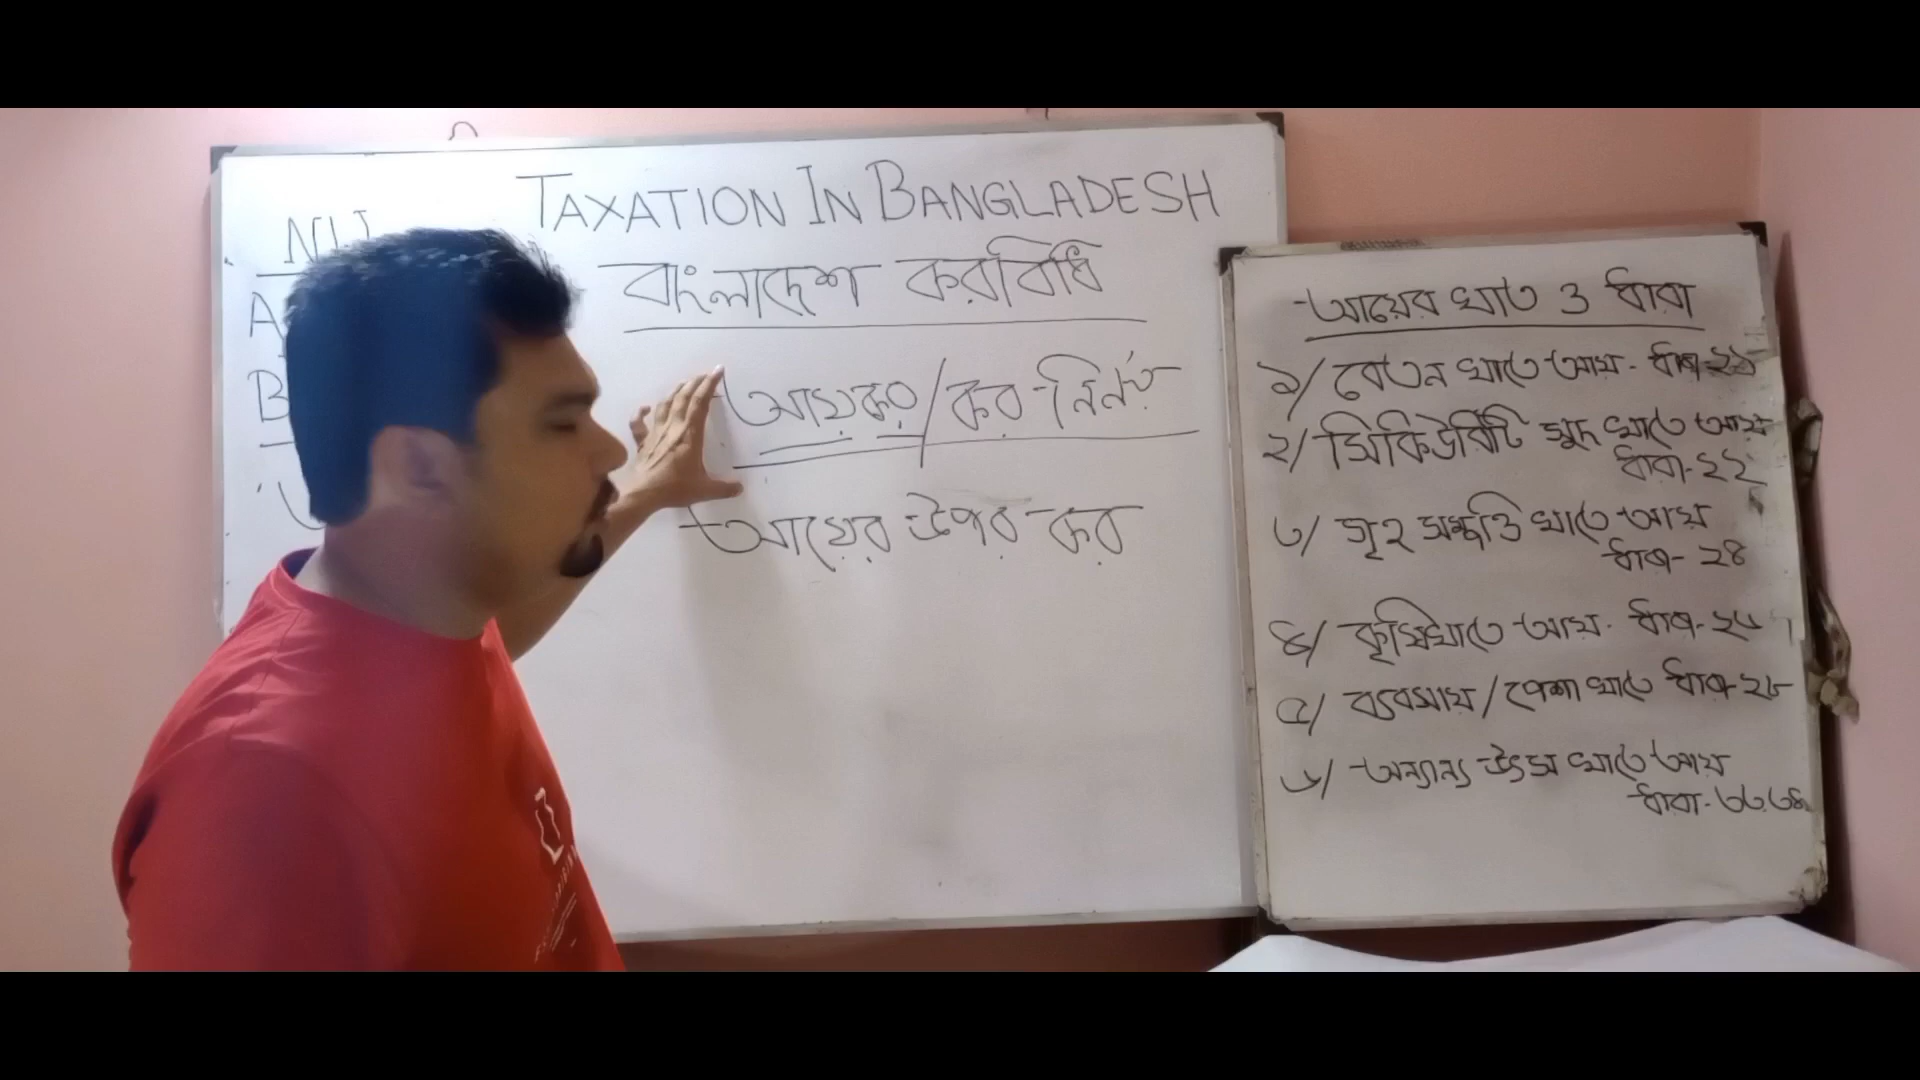 TAXATION IN BANGLADESH
বাংলাদেশ করবিধি
আয়কর/কর নির্ণয়
আয়ের উপর কর
NU
A
B
আয়ের খাত ও ধারা
১/ বেতন খাতে আয়- ধারা-২১
২/ সিকিউরিটি সুদ খাতে আয়
ধারা-২২
৩/ গৃহ সম্পত্তি খাতে আয়
ধারা- ২৪
৪/ কৃষিখাতে আয়- ধারা-২৬
৫/ ব্যবসায়/পেশা খাতে ধারা-২৮
৬/ অন্যান্য উৎস খাতে আয়
ধারা-৩৩,৩৪